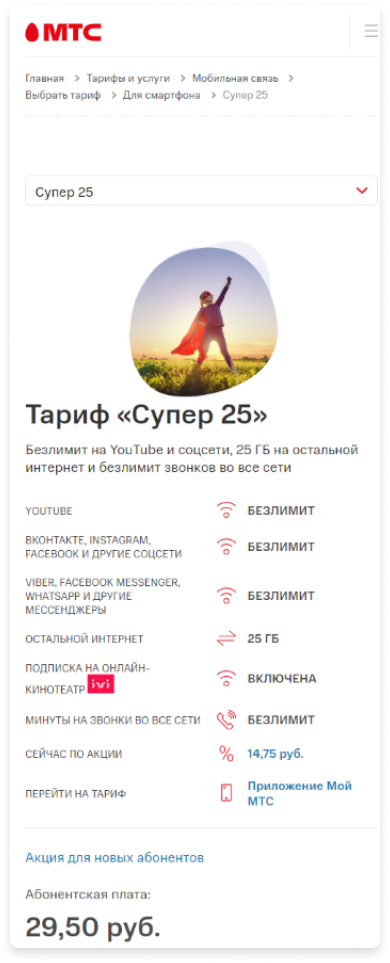 МТС
Главная > Тарифы и услуги > Мобильная связь >
Выбрать тариф > Для смартфона > Супер 25
Супер 25
Тариф «Супер 25»
Безлимит на YouTube и соцсети, 25 ГБ на остальной
интернет и безлимит звонков во все сети
YOUTUBE БЕЗЛИМИТ
ВКОНТАКТЕ, INSTAGRAM,
FACEBOOK И ДРУГИЕ СОЦСЕТИ БЕЗЛИМИТ
VIBER, FACEBOOK MESSENGER,
WHATSAPP И ДРУГИЕ БЕЗЛИМИТ
МЕССЕНДЖЕРЫ
ОСТАЛЬНОЙ ИНТЕРНЕТ 25 ГБ
ПОДПИСКА НА ОНЛАЙН-
КИНОТЕАТР ivi ВКЛЮЧЕНА
МИНУТЫ НА ЗВОНКИ ВО ВСЕ СЕТИ БЕЗЛИМИТ
СЕЙЧАС ПО АКЦИИ % 14,75 руб.
ПЕРЕЙТИ НА ТАРИФ Приложение Мой
МТС
Акция для новых абонентов
Абонентская плата:
29,50 руб.